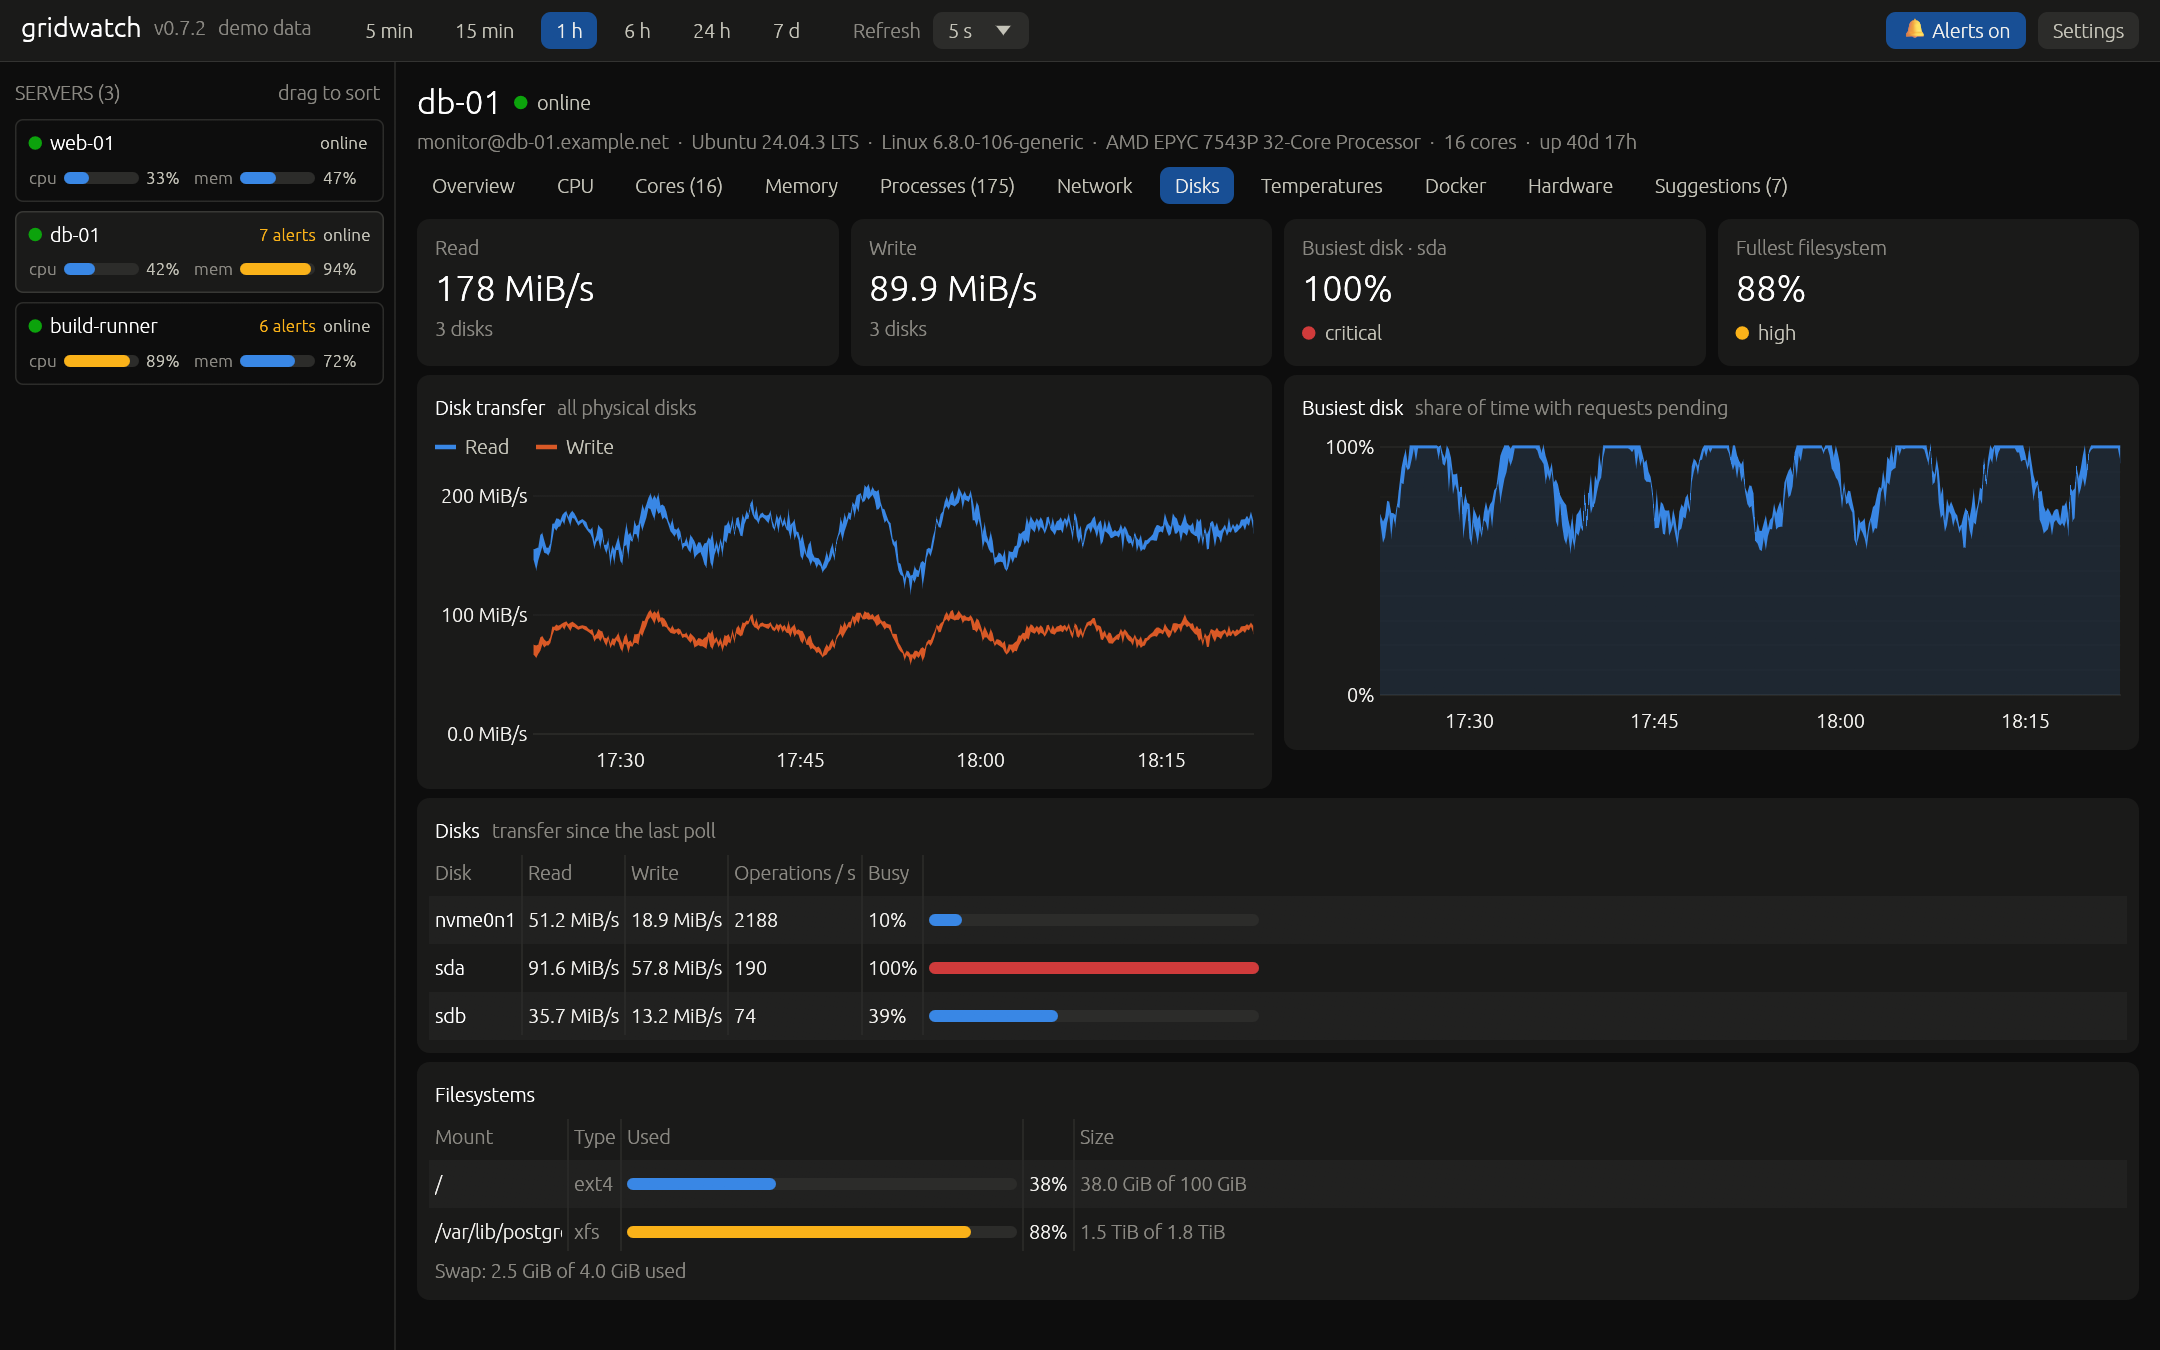 gridwatch v0.7.2 demo data 5 min 15 min 1 h 6 h 24 h 7 d Refresh 5 s Alerts on Settings
SERVERS (3) drag to sort
web-01 online
cpu 33% mem 47%
db-01 7 alerts online
cpu 42% mem 94%
build-runner 6 alerts online
cpu 89% mem 72%
db-01 online
monitor@db-01.example.net · Ubuntu 24.04.3 LTS · Linux 6.8.0-106-generic · AMD EPYC 7543P 32-Core Processor · 16 cores · up 40d 17h
Overview CPU Cores (16) Memory Processes (175) Network Disks Temperatures Docker Hardware Suggestions (7)
Read
178 MiB/s
3 disks
Write
89.9 MiB/s
3 disks
Busiest disk · sda
100%
critical
Fullest filesystem
88%
high
Disk transfer all physical disks
Read Write
200 MiB/s
100 MiB/s
0.0 MiB/s
17:30 17:45 18:00 18:15
Busiest disk share of time with requests pending
100%
0%
17:30 17:45 18:00 18:15
Disks transfer since the last poll
Disk Read Write Operations / s Busy
nvme0n1 51.2 MiB/s 18.9 MiB/s 2188 10%
sda 91.6 MiB/s 57.8 MiB/s 190 100%
sdb 35.7 MiB/s 13.2 MiB/s 74 39%
Filesystems
Mount Type Used Size
/ ext4 38% 38.0 GiB of 100 GiB
/var/lib/postgr xfs 88% 1.5 TiB of 1.8 TiB
Swap: 2.5 GiB of 4.0 GiB used